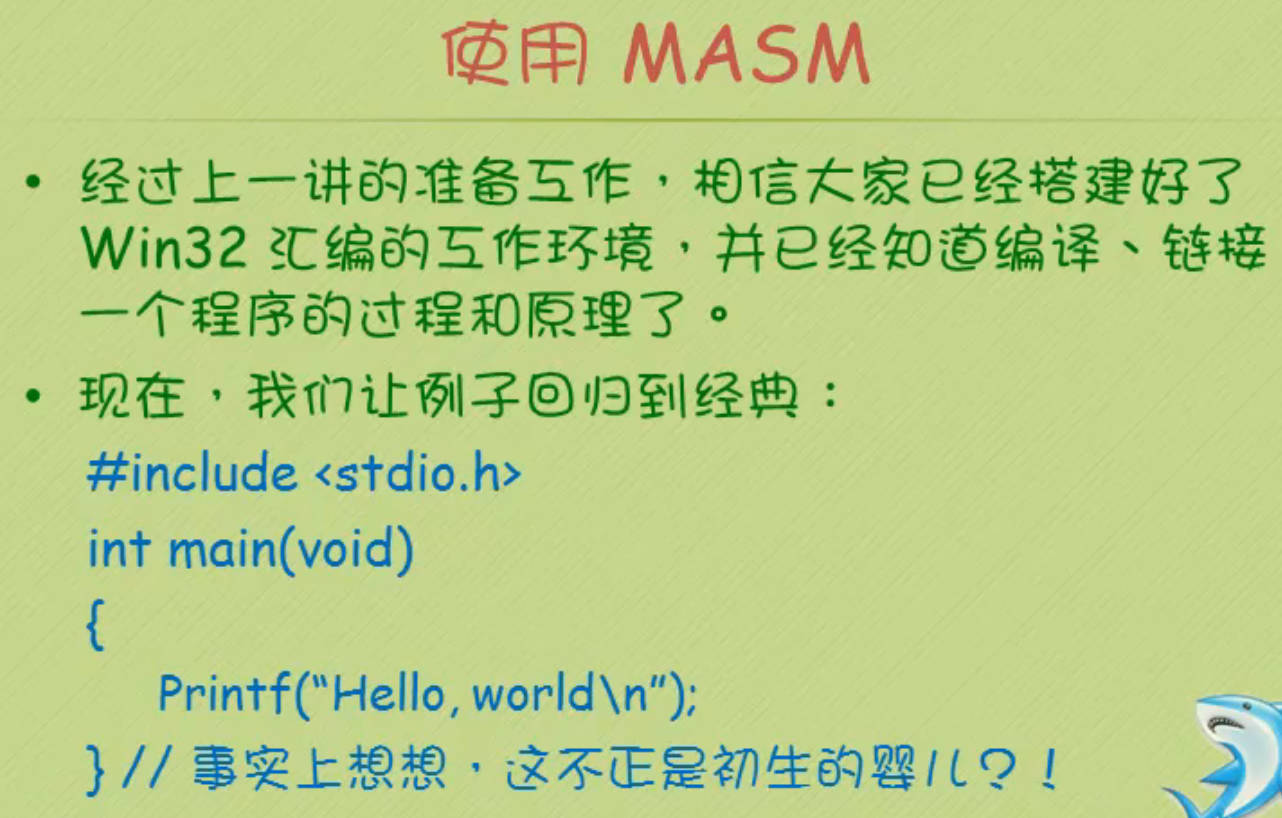 使用 MASM
• 经过上一讲的准备工作，相信大家已经搭建好了
Win32 汇编的工作环境，并已经知道编译、链接
一个程序的过程和原理了。
• 现在，我们让例子回归到经典：
#include <stdio.h>
int main(void)
{
Printf(“Hello, world\n”);
} // 事实上想想，这不正是初生的婴儿？！